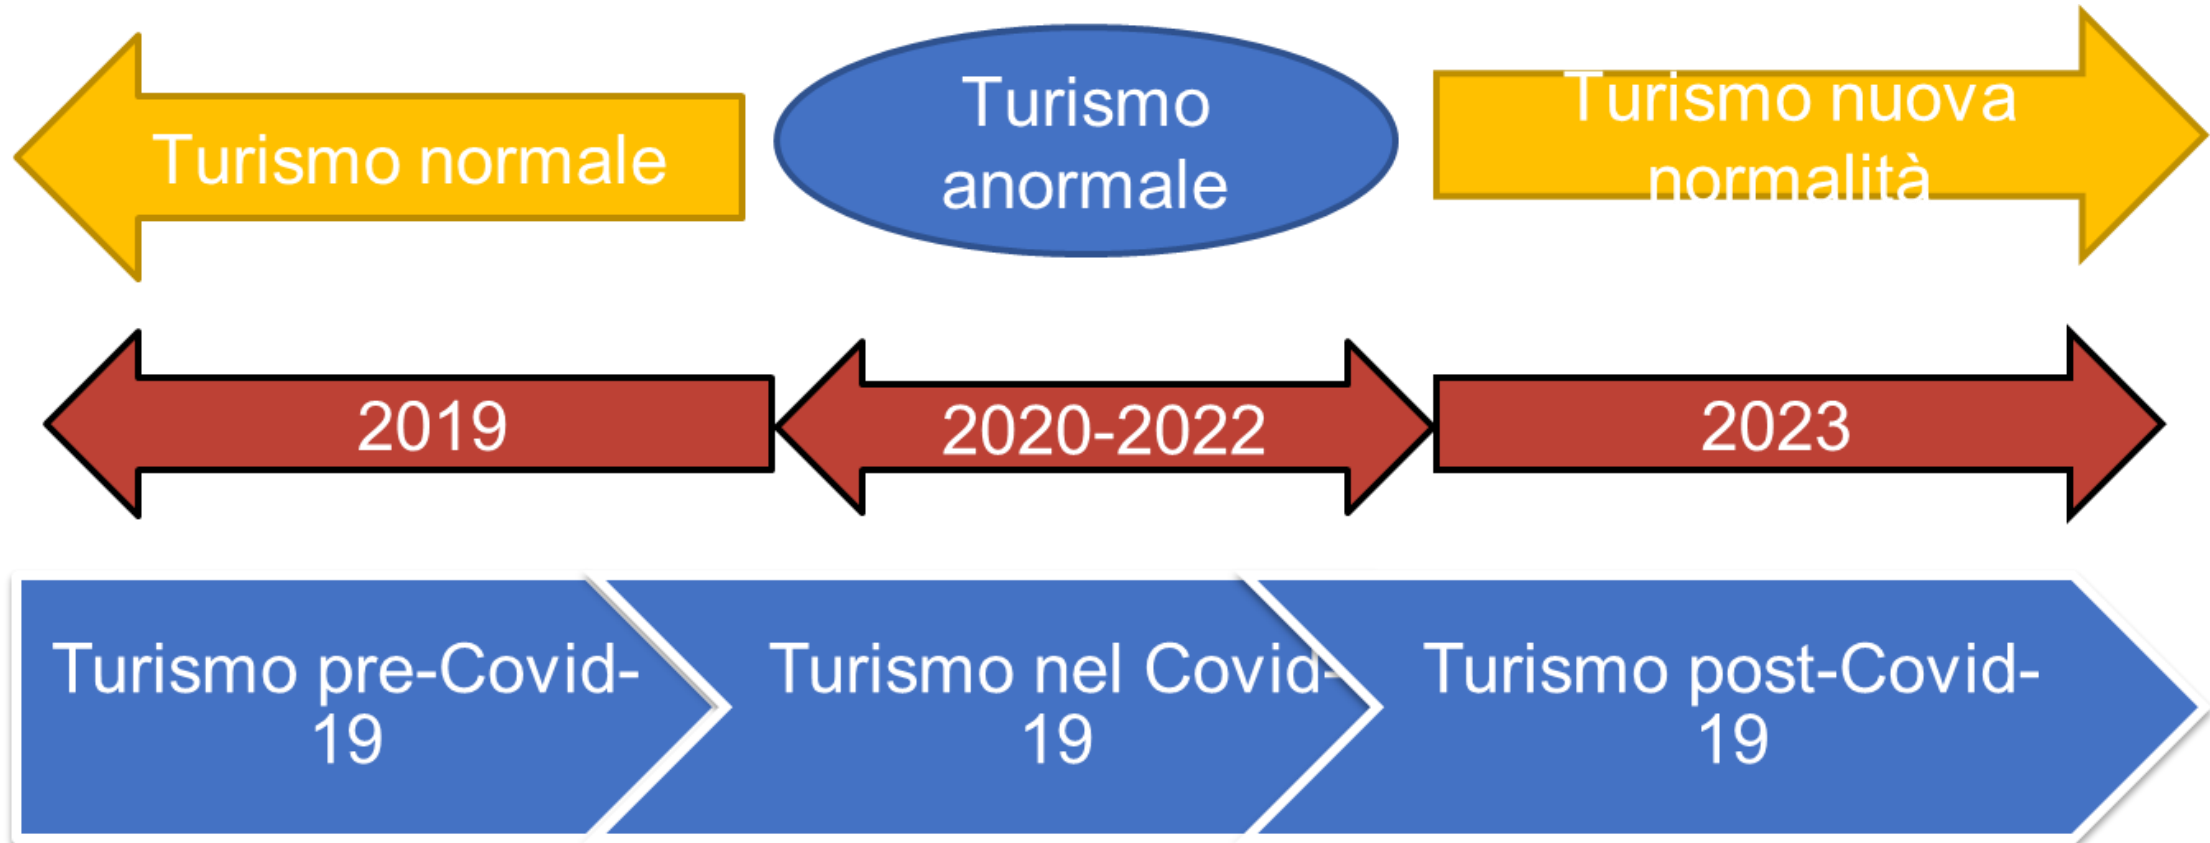 Turismo normale
Turismo
anormale
Turismo nuova
normalità
2019
2020-2022
2023
Turismo pre-Covid-
19
Turismo nel Covid-
19
Turismo post-Covid-
19